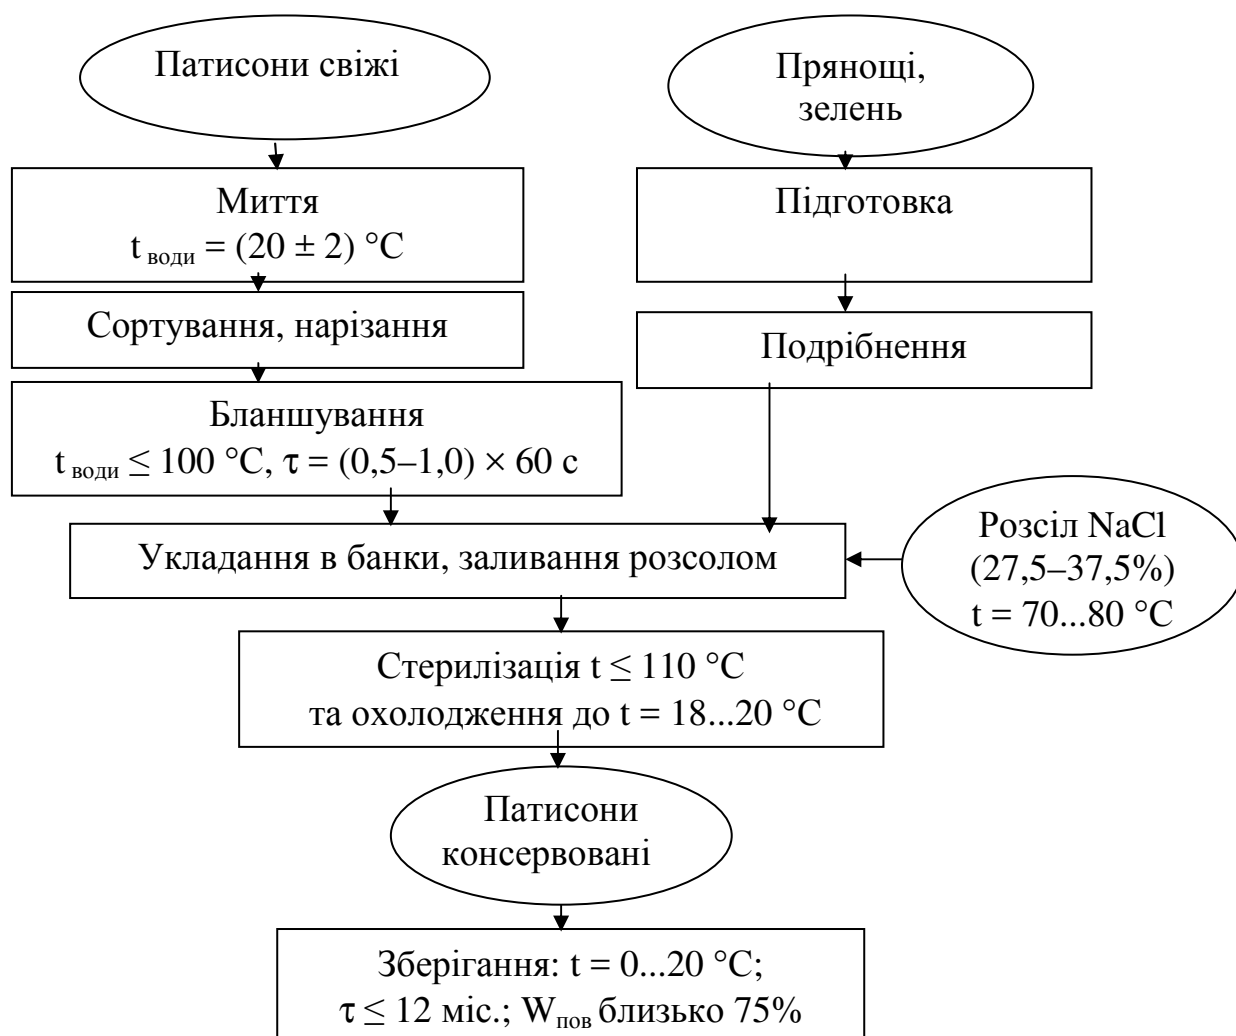 Патисони свіжі
Прянощі,
зелень
Миття
t води = (20 ± 2) °С
Підготовка
Сортування, нарізання
Подрібнення
Бланшування
t води ≤ 100 °С, τ = (0,5–1,0) × 60 с
Розсіл NaCl
(27,5–37,5%)
t = 70...80 °С
Укладання в банки, заливання розсолом
Стерилізація t ≤ 110 °С
та охолодження до t = 18...20 °С
Патисони
консервовані
Зберігання: t = 0...20 °С;
τ ≤ 12 міс.; Wпов близько 75%